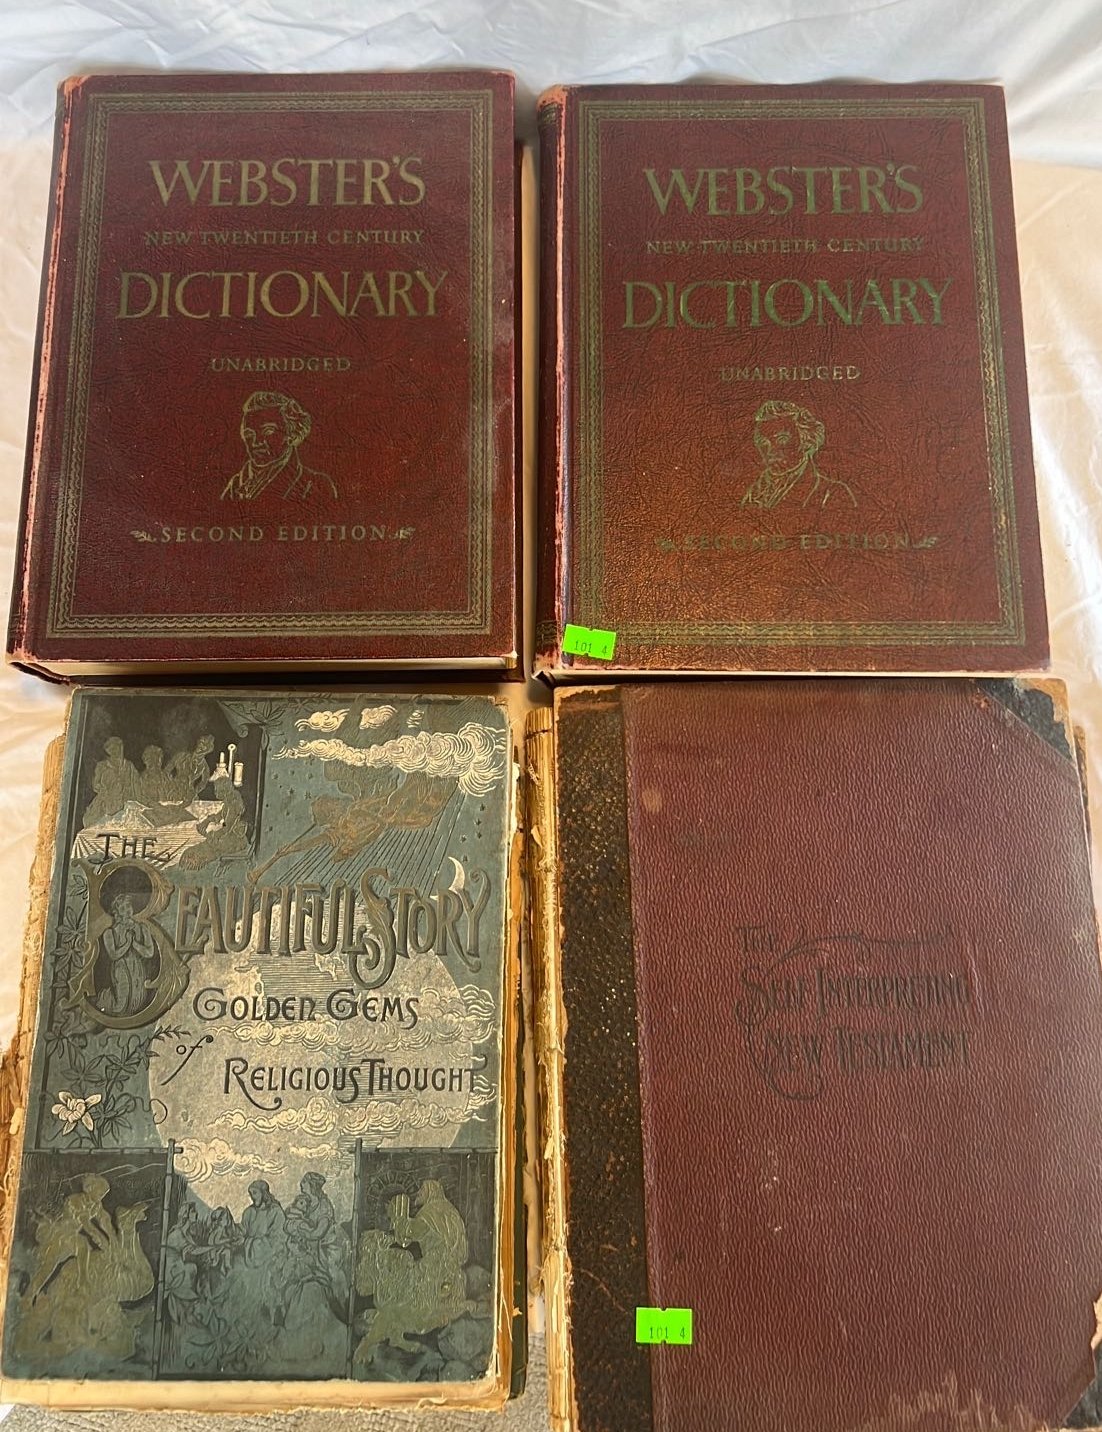 WEBSTER'S
NEW TWENTIETH CENTURY
DICTIONARY
UNABRIDGED
SECOND EDITION
WEBSTER'S
NEW TWENTIETH CENTURY
DICTIONARY
UNABRIDGED
SECOND EDITION
101 4
THE
BEAUTIFUL STORY
GOLDEN GEMS
of
RELIGIOUS THOUGHT
THE
SELF INTERPRETING
NEW TESTAMENT
101 4